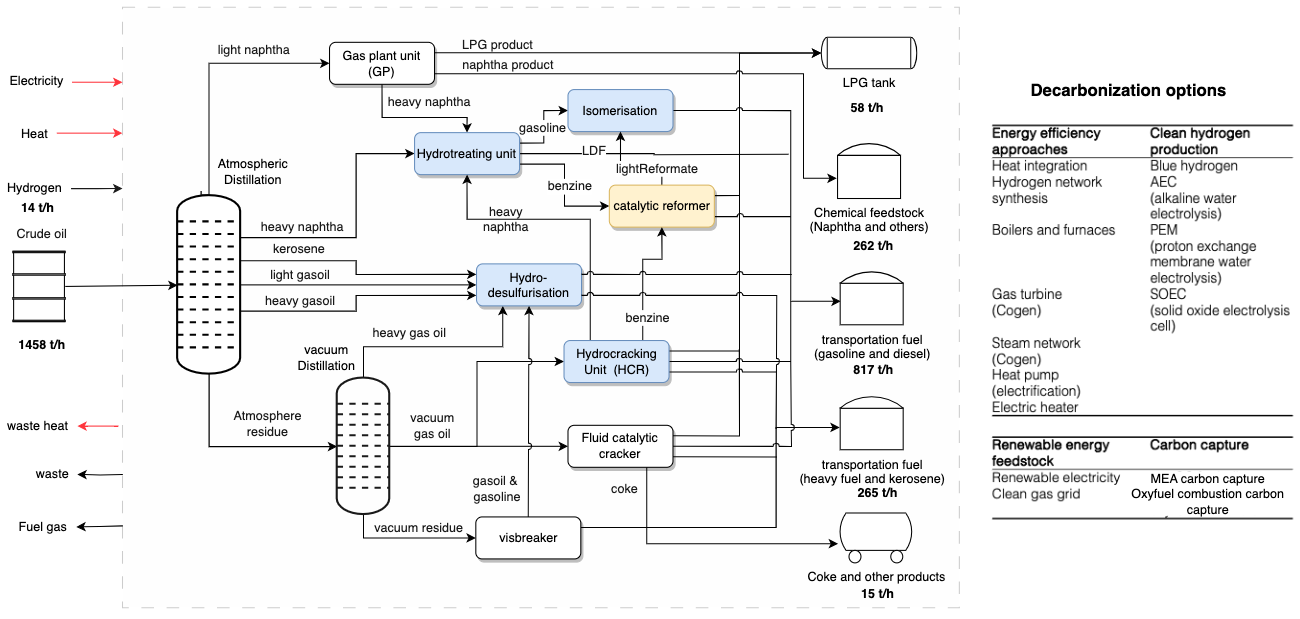 Electricity
Heat
Hydrogen
14 t/h
Crude oil
1458 t/h
waste heat
waste
Fuel gas
light naphtha
Gas plant unit
(GP)
LPG product
naphtha product
heavy naphtha
Isomerisation
gasoline
Hydrotreating unit
LDF
lightReformate
benzine
catalytic reformer
Atmospheric
Distillation
heavy naphtha
kerosene
light gasoil
heavy gasoil
heavy
naphtha
Hydro-
desulfurisation
benzine
heavy gas oil
vacuum
Distillation
Hydrocracking
Unit (HCR)
Atmosphere
residue
vacuum
gas oil
Fluid catalytic
cracker
gasoil &
gasoline
coke
vacuum residue
visbreaker
LPG tank
58 t/h
Chemical feedstock
(Naphtha and others)
262 t/h
transportation fuel
(gasoline and diesel)
817 t/h
transportation fuel
(heavy fuel and kerosene)
265 t/h
Coke and other products
15 t/h
Decarbonization options
Energy efficiency
approaches
Clean hydrogen
production
Heat integration
Blue hydrogen
Hydrogen network
synthesis
AEC
(alkaline water
electrolysis)
Boilers and furnaces
PEM
(proton exchange
membrane water
electrolysis)
Gas turbine
(Cogen)
SOEC
(solid oxide electrolysis
cell)
Steam network
(Cogen)
Heat pump
(electrification)
Electric heater
Renewable energy
feedstock
Carbon capture
Renewable electricity
MEA carbon capture
Clean gas grid
Oxyfuel combustion carbon
capture